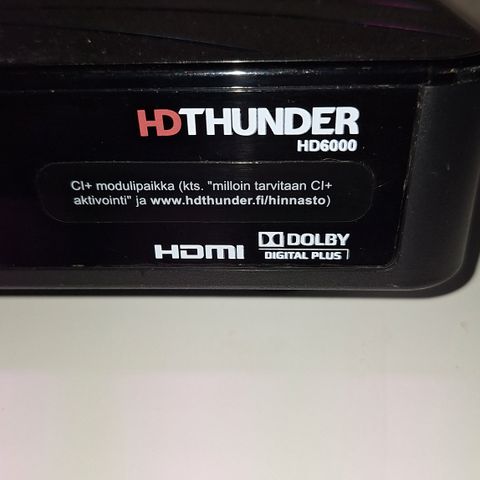 HDTHUNDER
HD6000
CI+ modulipaikka (kts. "milloin tarvitaan CI+
aktivointi" ja www.hdthunder.fi/hinnasto)
HDMI DOLBY
DIGITAL PLUS